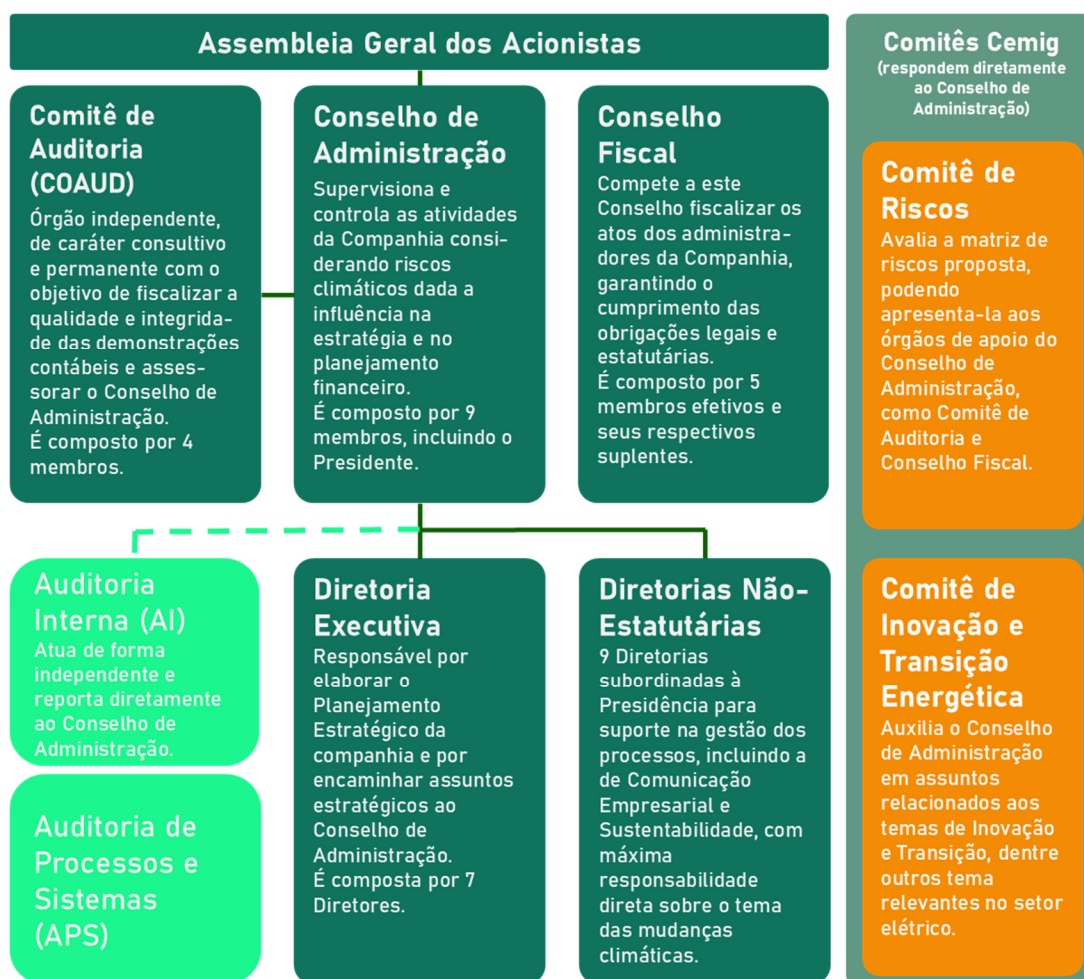 Assembleia Geral dos Acionistas
Comitê de
Auditoria
(COAUD)
Órgão independente,
de caráter consultivo
e permanente com o
objetivo de fiscalizar a
qualidade e integrida-
de das demonstrações
contábeis e asses-
sorar o Conselho de
Administração.
É composto por 4
membros.
Conselho de
Administração
Supervisiona e
controla as atividades
da Companhia consi-
derando riscos
climáticos dada a
influência na
estratégia e no
planejamento
financeiro.
É composto por 9
membros, incluindo o
Presidente.
Conselho
Fiscal
Compete a este
Conselho fiscalizar os
atos dos administra-
dores da Companhia,
garantindo o
cumprimento das
obrigações legais e
estatutárias.
É composto por 5
membros efetivos e
seus respectivos
suplentes.
Auditoria
Interna (AI)
Atua de forma
independente e
reporta diretamente
ao Conselho de
Administração.
Auditoria de
Processos e
Sistemas
(APS)
Diretoria
Executiva
Responsável por
elaborar o
Planejamento
Estratégico da
companhia e por
encaminhar assuntos
estratégicos ao
Conselho de
Administração.
É composta por 7
Diretores.
Diretorias Não-
Estatutárias
9 Diretorias
subordinadas à
Presidência para
suporte na gestão dos
processos, incluindo a
de Comunicação
Empresarial e
Sustentabilidade, com
máxima
responsabilidade
direta sobre o tema
das mudanças
climáticas.
Comitês Cemig
(respondem diretamente
ao Conselho de
Administração)
Comitê de
Riscos
Avalia a matriz de
riscos proposta,
podendo
apresenta-la aos
órgãos de apoio do
Conselho de
Administração,
como Comitê de
Auditoria e
Conselho Fiscal.
Comitê de
Inovação e
Transição
Energética
Auxilia o Conselho
de Administração
em assuntos
relacionados aos
temas de Inovação
e Transição, dentre
outros tema
relevantes no setor
elétrico.